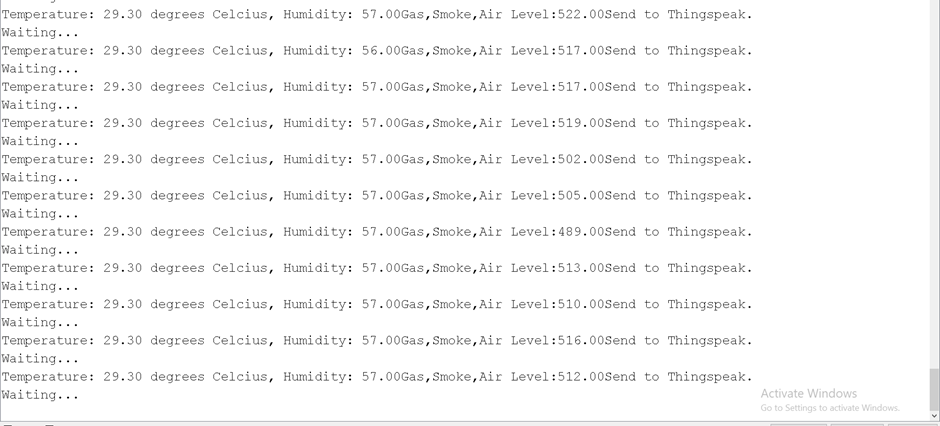 Temperature: 29.30 degrees Celcius, Humidity: 57.00Gas,Smoke,Air Level:522.00Send to Thingspeak.
Waiting...
Temperature: 29.30 degrees Celcius, Humidity: 56.00Gas,Smoke,Air Level:517.00Send to Thingspeak.
Waiting...
Temperature: 29.30 degrees Celcius, Humidity: 57.00Gas,Smoke,Air Level:517.00Send to Thingspeak.
Waiting...
Temperature: 29.30 degrees Celcius, Humidity: 57.00Gas,Smoke,Air Level:519.00Send to Thingspeak.
Waiting...
Temperature: 29.30 degrees Celcius, Humidity: 57.00Gas,Smoke,Air Level:502.00Send to Thingspeak.
Waiting...
Temperature: 29.30 degrees Celcius, Humidity: 57.00Gas,Smoke,Air Level:505.00Send to Thingspeak.
Waiting...
Temperature: 29.30 degrees Celcius, Humidity: 57.00Gas,Smoke,Air Level:489.00Send to Thingspeak.
Waiting...
Temperature: 29.30 degrees Celcius, Humidity: 57.00Gas,Smoke,Air Level:513.00Send to Thingspeak.
Waiting...
Temperature: 29.30 degrees Celcius, Humidity: 57.00Gas,Smoke,Air Level:510.00Send to Thingspeak.
Waiting...
Temperature: 29.30 degrees Celcius, Humidity: 57.00Gas,Smoke,Air Level:516.00Send to Thingspeak.
Waiting...
Temperature: 29.30 degrees Celcius, Humidity: 57.00Gas,Smoke,Air Level:512.00Send to Thingspeak.
Waiting...
Activate Windows
Go to Settings to activate Windows.